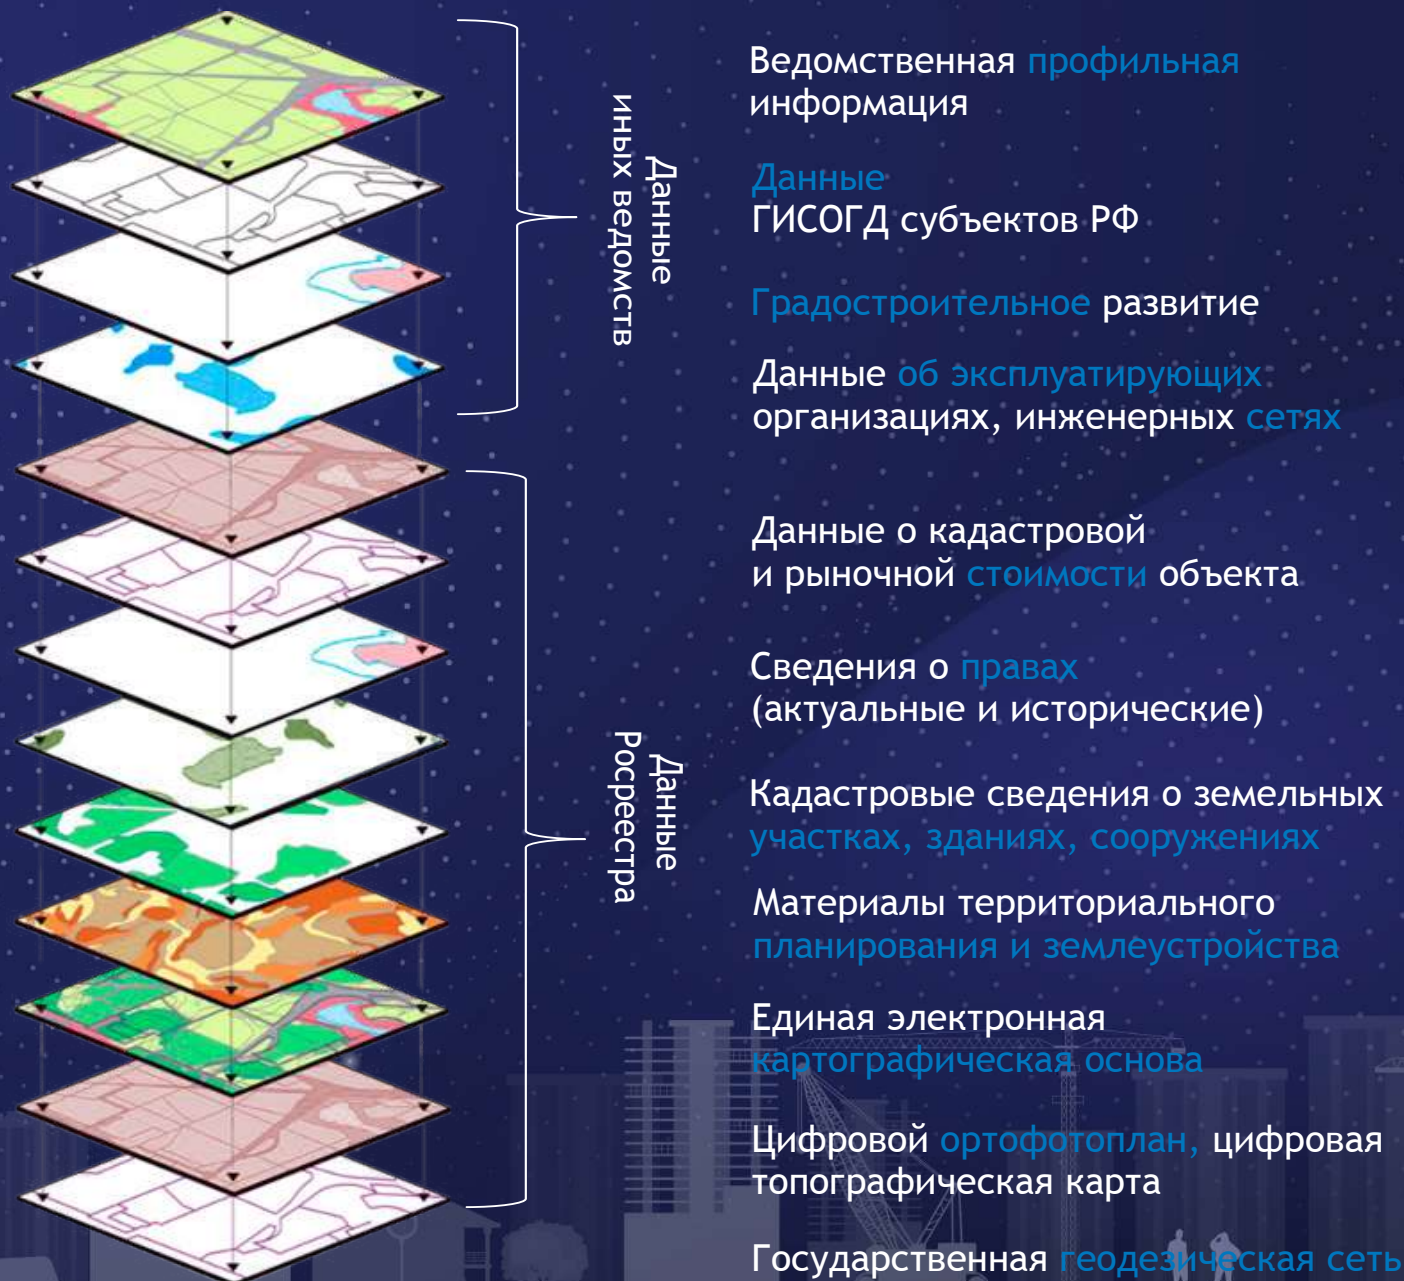 Данные
иных ведомств
Данные
Росреестра
Ведомственная профильная
информация
Данные
ГИСОГД субъектов РФ
Градостроительное развитие
Данные об эксплуатирующих
организациях, инженерных сетях
Данные о кадастровой
и рыночной стоимости объекта
Сведения о правах
(актуальные и исторические)
Кадастровые сведения о земельных
участках, зданиях, сооружениях
Материалы территориального
планирования и землеустройства
Единая электронная
картографическая основа
Цифровой ортофотоплан, цифровая
топографическая карта
Государственная геодезическая сеть